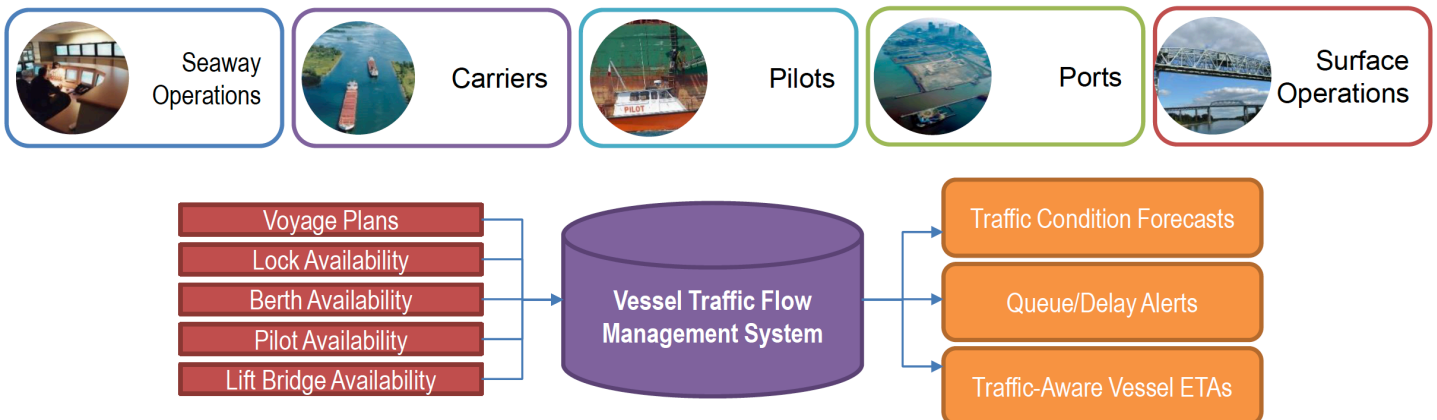 Seaway
Operations
Carriers
Pilots
PILOT
Ports
Surface
Operations
Voyage Plans
Lock Availability
Berth Availability
Pilot Availability
Lift Bridge Availability
Vessel Traffic Flow
Management System
Traffic Condition Forecasts
Queue/Delay Alerts
Traffic-Aware Vessel ETAs